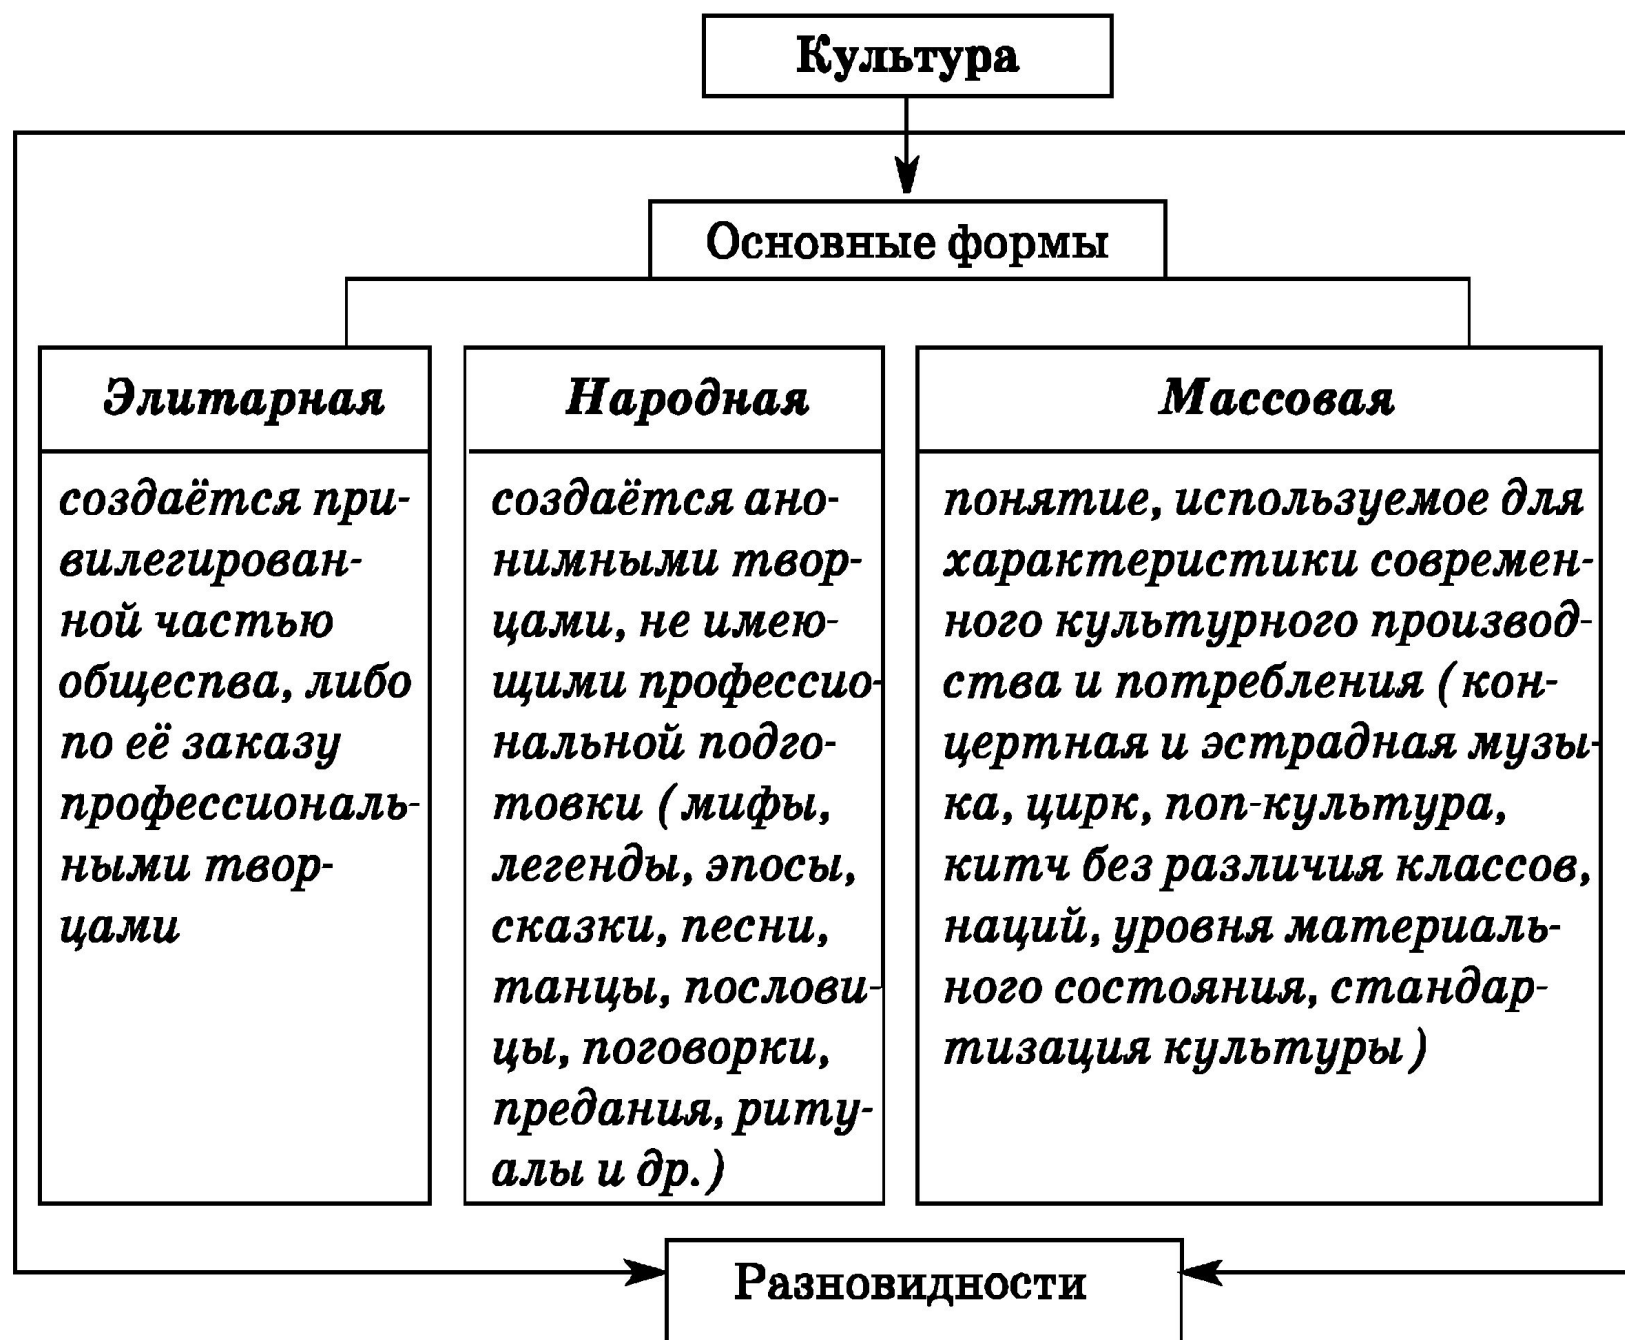 Культура
Основные формы
Элитарная
создаётся при-
вилегирован-
ной частью
общеспва, либо
по её заказу
профессиональ-
ными твор-
цами
Народная
создаётся ано-
нимными твор-
цами, не имею-
щими профессио-
нальной подго-
товки (мифы,
легенды, эпосы,
сказки, песни,
танцы, послови-
цы, поговорки,
предания, риту-
алы и др.)
Массовая
понятие, используемое для
характеристики современ-
ного культурного производ-
ства и потребления (кон-
цертная и эстрадная музы-
ка, цирк, поп-культура,
китч без различия классов,
наций, уровня материаль-
ного состояния, стандар-
тизация культуры)
Разновидности